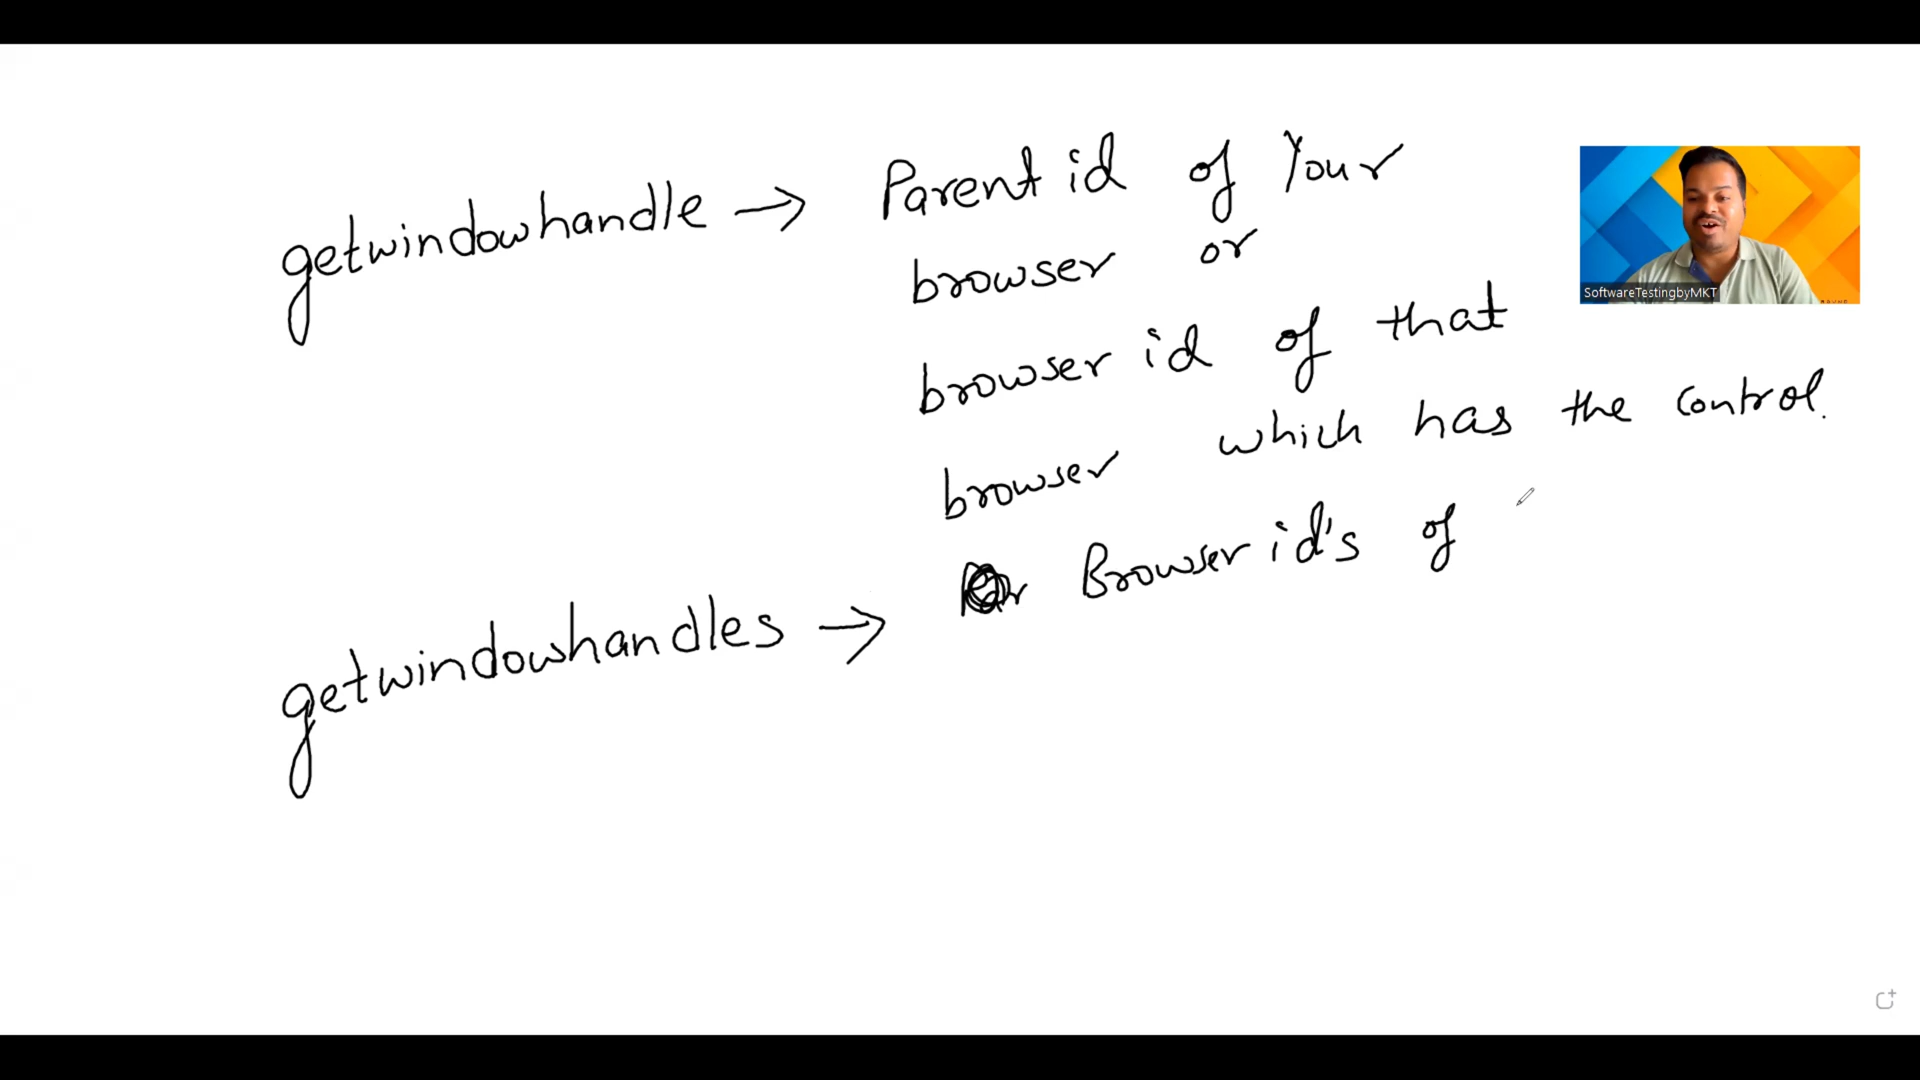 getwindowhandle → Parent id of Your
browser or
browser id of that
browser which has the control.
getwindowhandles → Browser id's of
SoftwareTestingbyMKT